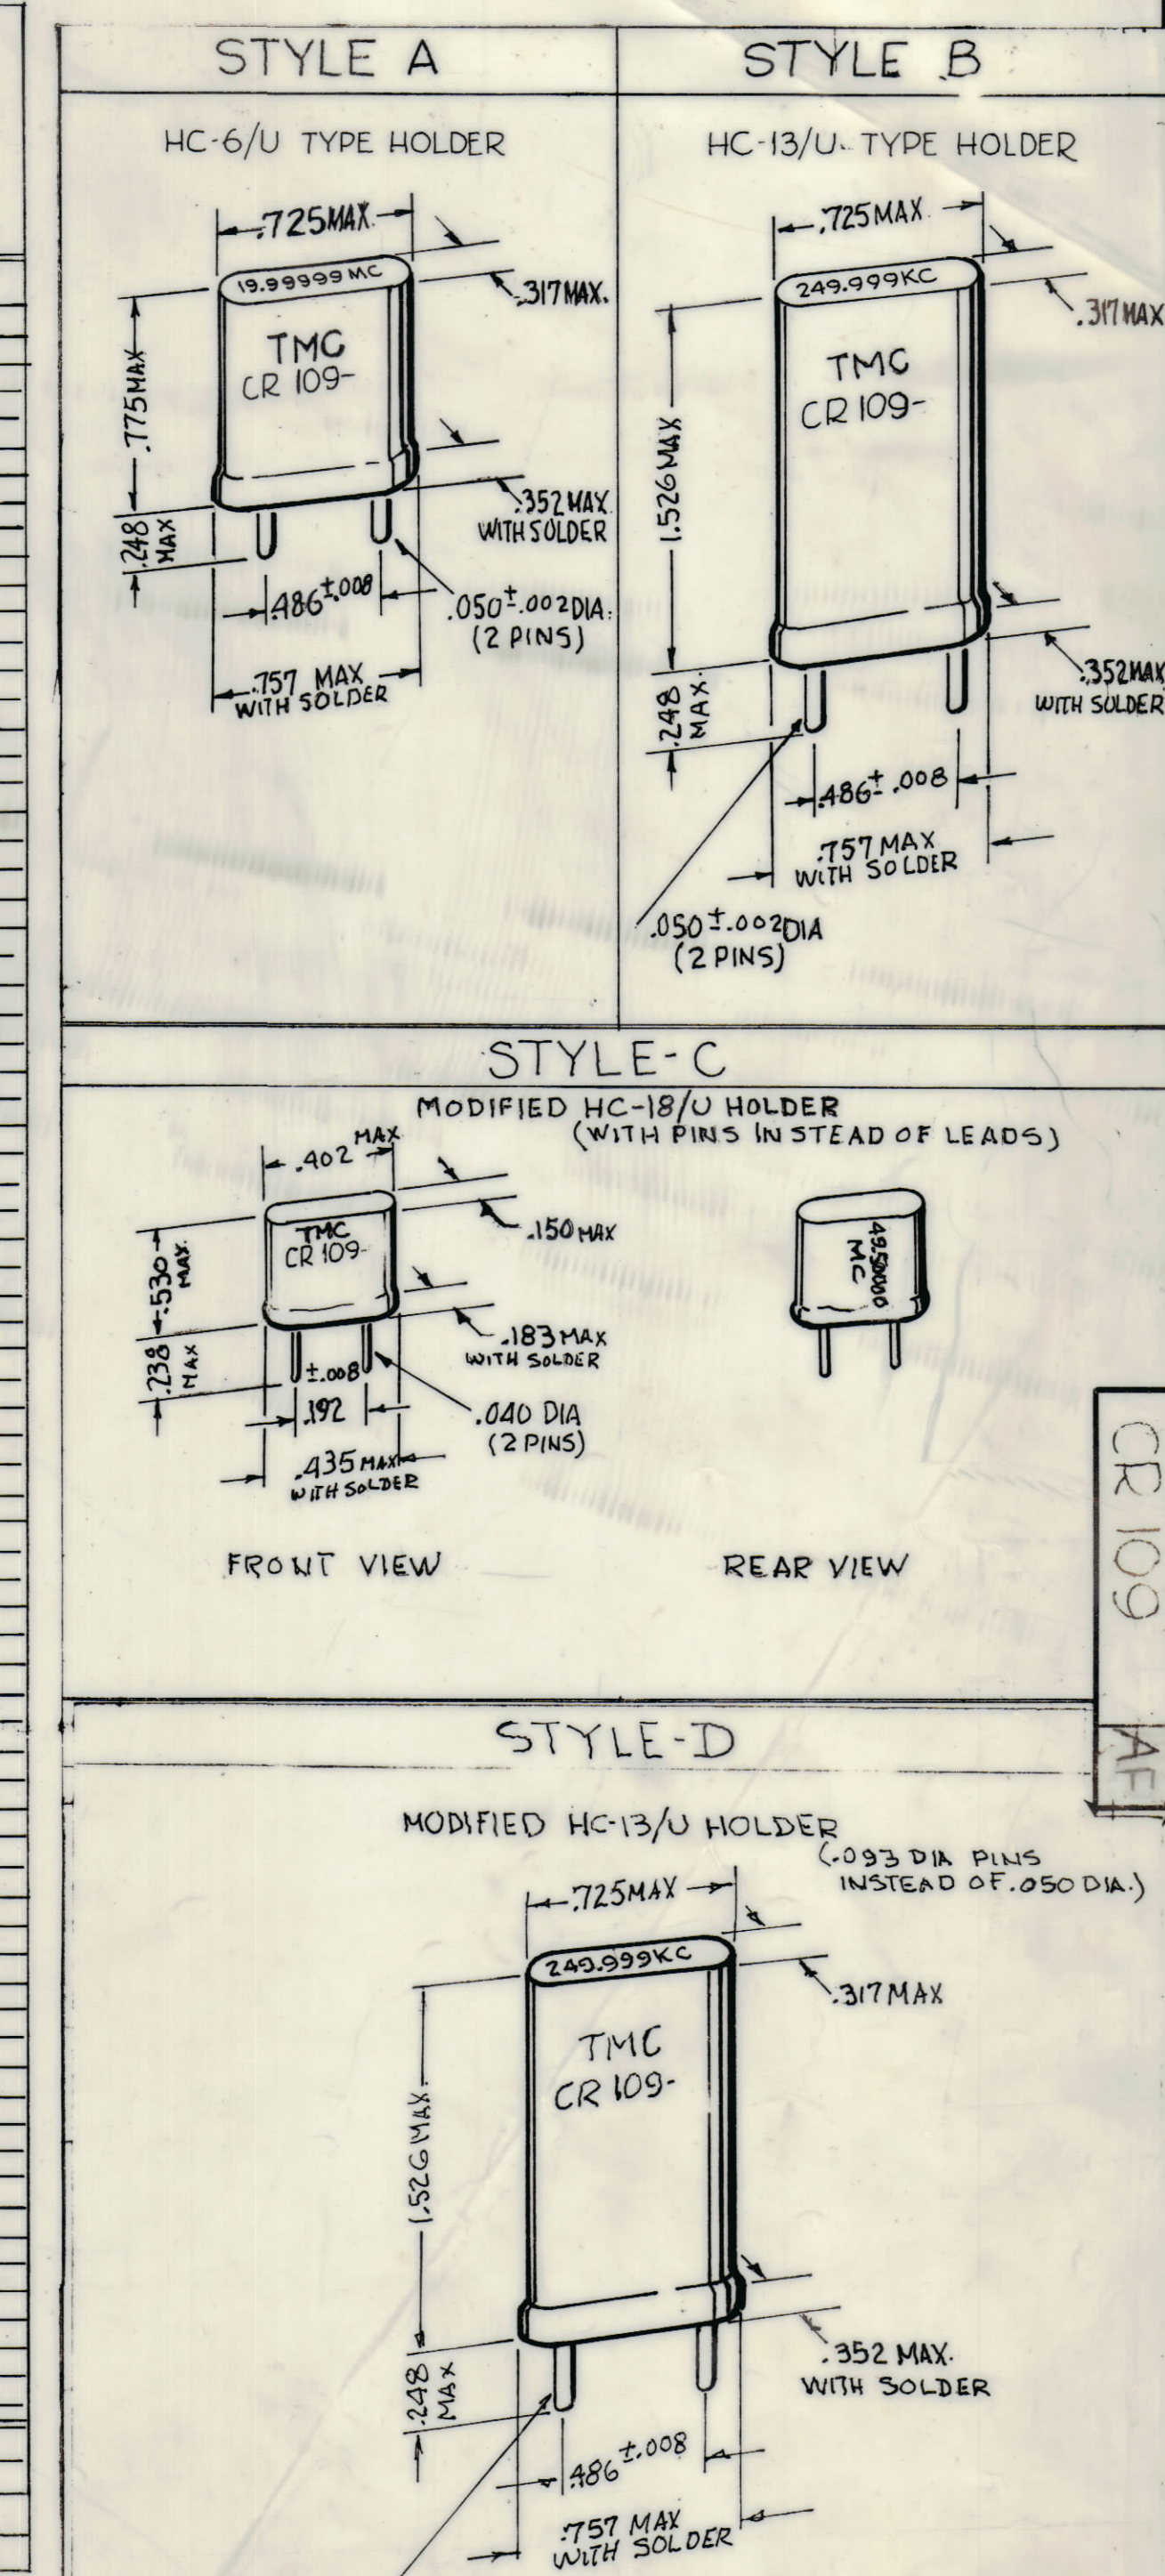 STYLE A
HC-6/U TYPE HOLDER
.725 MAX.
19.99999 MC
.317 MAX.
TMC
CR 109-
.775 MAX
.352 MAX.
WITH SOLDER
.248
MAX
.486 ±.008
.050 ±.002 DIA.
(2 PINS)
.757 MAX
WITH SOLDER
STYLE B
HC-13/U TYPE HOLDER
.725 MAX.
249.999KC
.317 MAX
TMC
CR 109-
1.526 MAX
.352 MAX
WITH SOLDER
.248
MAX.
.486 ± .008
.757 MAX
WITH SOLDER
.050 ±.002 DIA
(2 PINS)
STYLE-C
MODIFIED HC-18/U HOLDER
(WITH PINS INSTEAD OF LEADS)
.402 MAX
TMC
CR 109-
.150 MAX
.530
MAX.
.183 MAX
WITH SOLDER
.238
MAX
±.008
.192
.040 DIA
(2 PINS)
.435 MAX
WITH SOLDER
FRONT VIEW
49.50000
MC
REAR VIEW
CR 109
AF
STYLE-D
MODIFIED HC-13/U HOLDER
(.093 DIA PINS
INSTEAD OF .050 DIA.)
.725 MAX
249.999KC
.317 MAX
TMC
CR 109-
1.526 MAX.
.352 MAX.
WITH SOLDER
.248
MAX
.486 ±.008
.757 MAX
WITH SOLDER